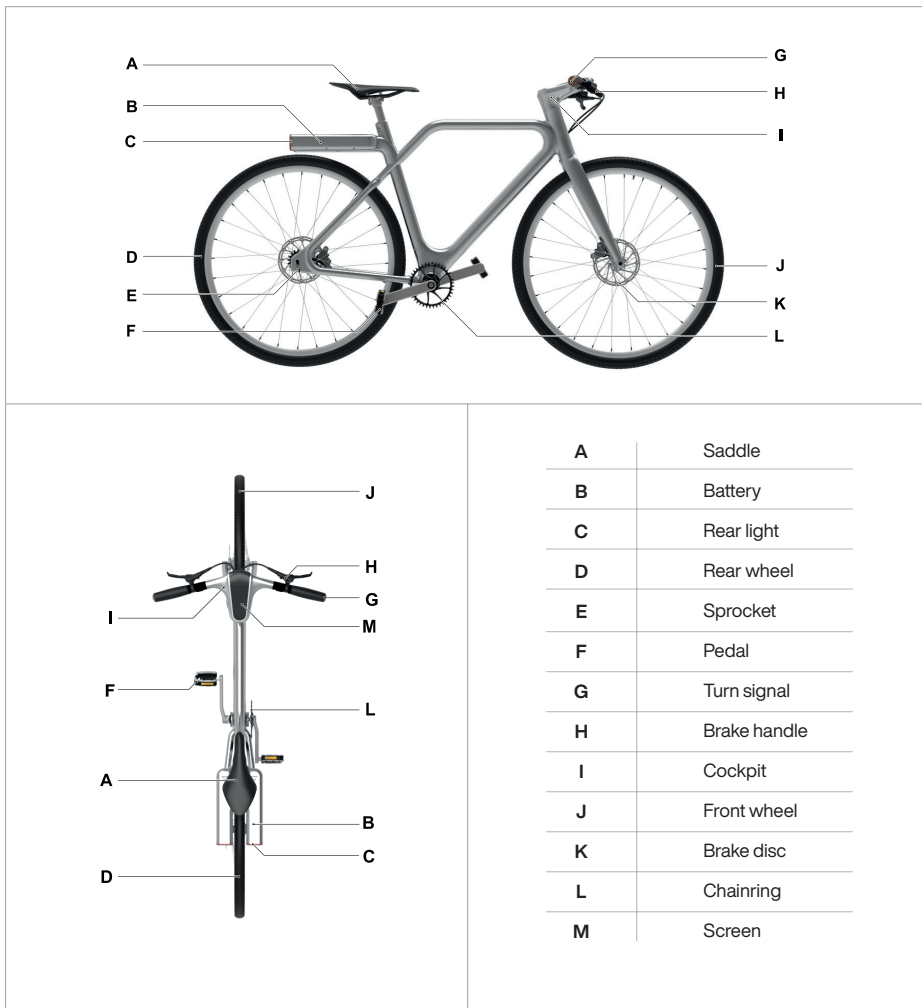 A
B
C
D
E
F
G
H
I
J
K
L
J
H
I
G
M
F
L
A
B
C
D
A Saddle
B Battery
C Rear light
D Rear wheel
E Sprocket
F Pedal
G Turn signal
H Brake handle
I Cockpit
J Front wheel
K Brake disc
L Chainring
M Screen